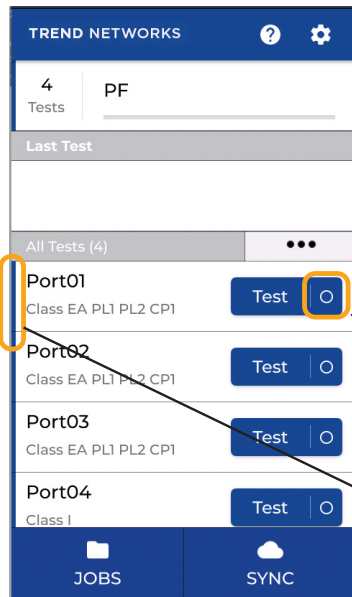 TREND NETWORKS
4
Tests
PF
Last Test
All Tests (4)
Port01
Class EA PL1 PL2 CP1
Test
Port02
Class EA PL1 PL2 CP1
Test
Port03
Class EA PL1 PL2 CP1
Test
Port04
Class I
Test
JOBS
SYNC